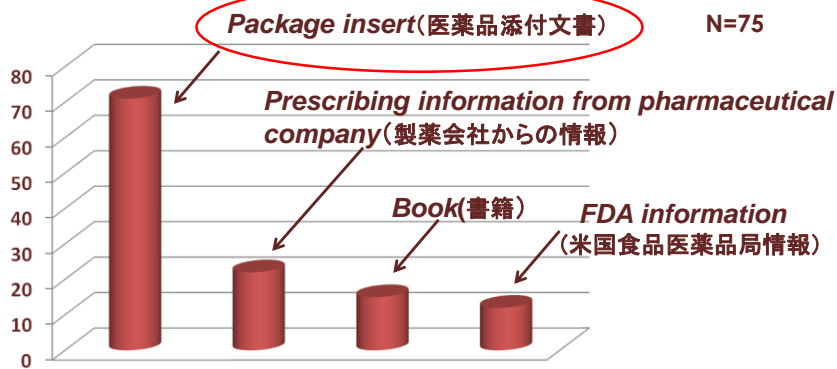 Package insert(医薬品添付文書)
N=75
Prescribing information from pharmaceutical
company(製薬会社からの情報)
Book(書籍)
FDA information
(米国食品医薬品局情報)
80
70
60
50
40
30
20
10
0